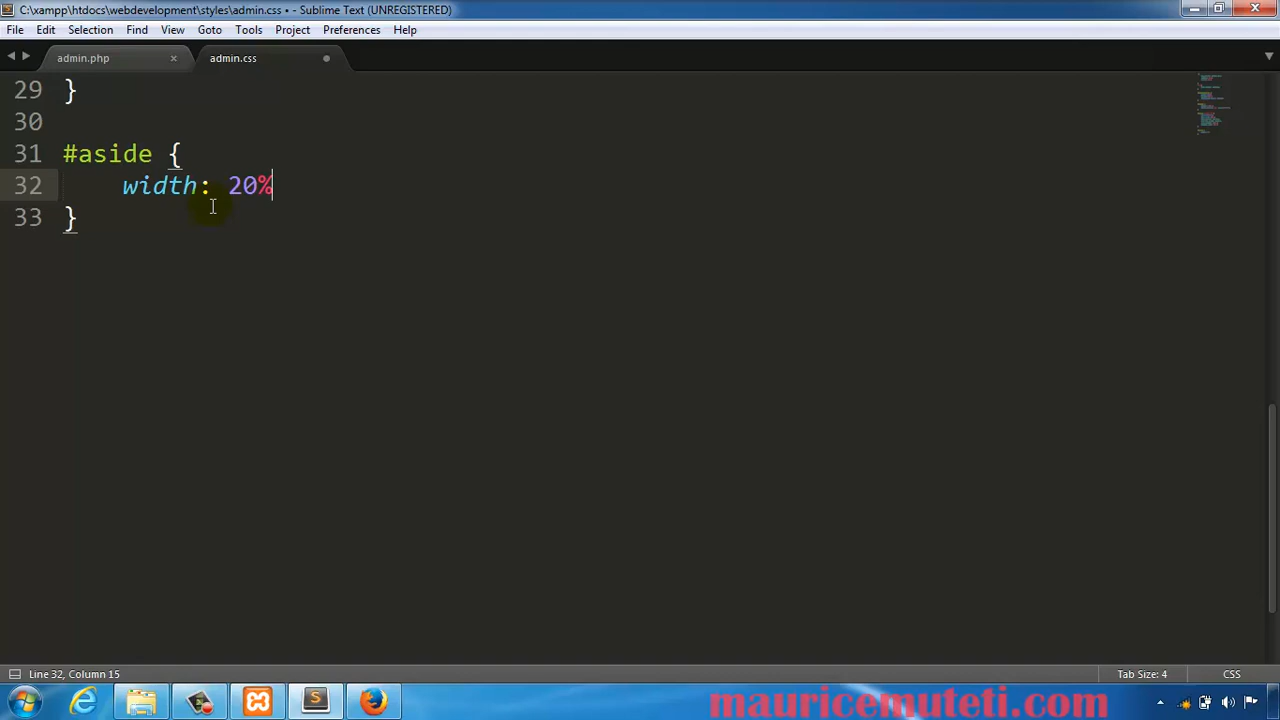 C:\xampp\htdocs\webdevelopment\styles\admin.css • - Sublime Text (UNREGISTERED)
File Edit Selection Find View Goto Tools Project Preferences Help
admin.php × admin.css
29 }
30
31 #aside {
32 width: 20%
33 }
Line 32, Column 15 Tab Size: 4 CSS
mauricemuteti.com